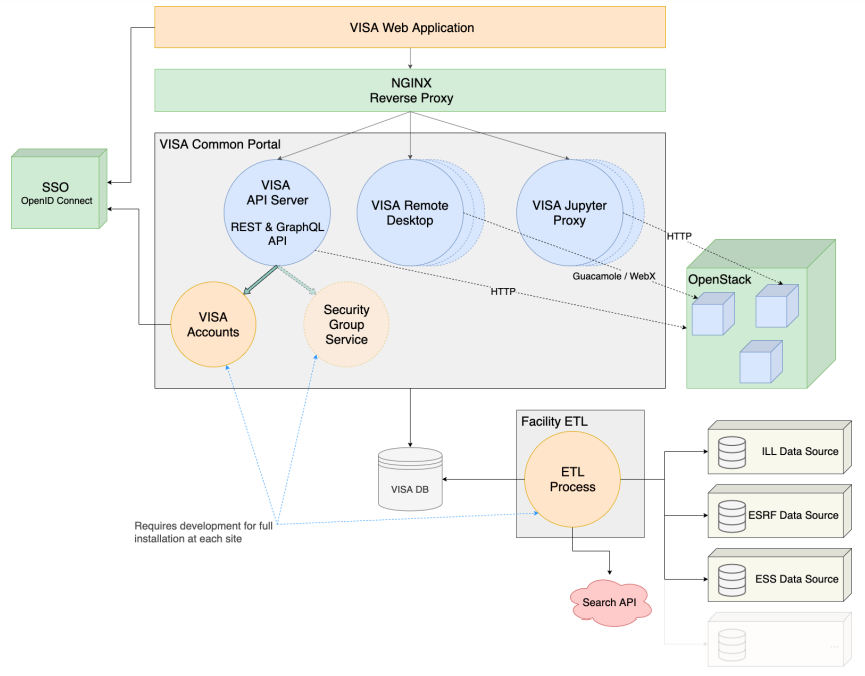 VISA Web Application
NGINX
Reverse Proxy
VISA Common Portal
SSO
OpenID Connect
VISA
API Server
REST & GraphQL
API
VISA Remote
Desktop
VISA Jupyter
Proxy
HTTP
Guacamole / WebX
OpenStack
HTTP
VISA
Accounts
Security
Group
Service
Facility ETL
ETL
Process
VISA DB
ILL Data Source
ESRF Data Source
ESS Data Source
Requires development for full
installation at each site
Search API
...